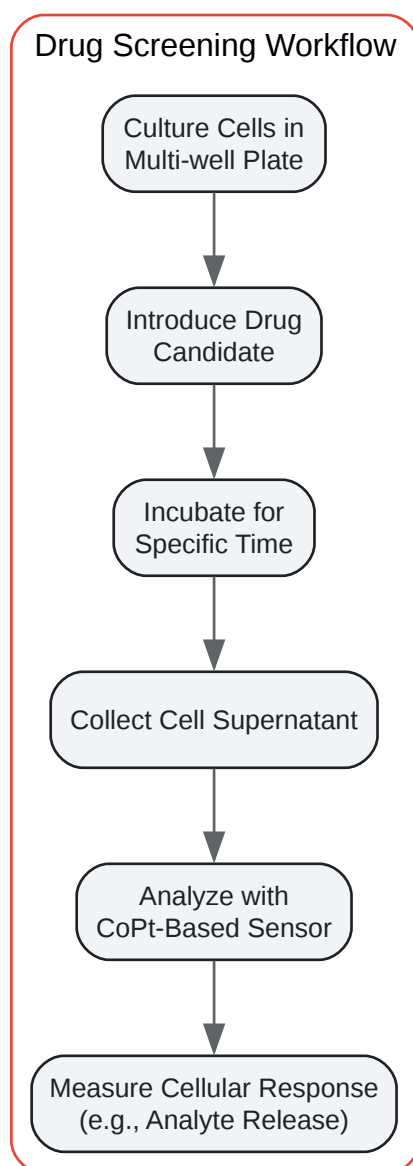 Drug Screening Workflow
Culture Cells in
Multi-well Plate
Introduce Drug
Candidate
Incubate for
Specific Time
Collect Cell Supernatant
Analyze with
CoPt-Based Sensor
Measure Cellular Response
(e.g., Analyte Release)